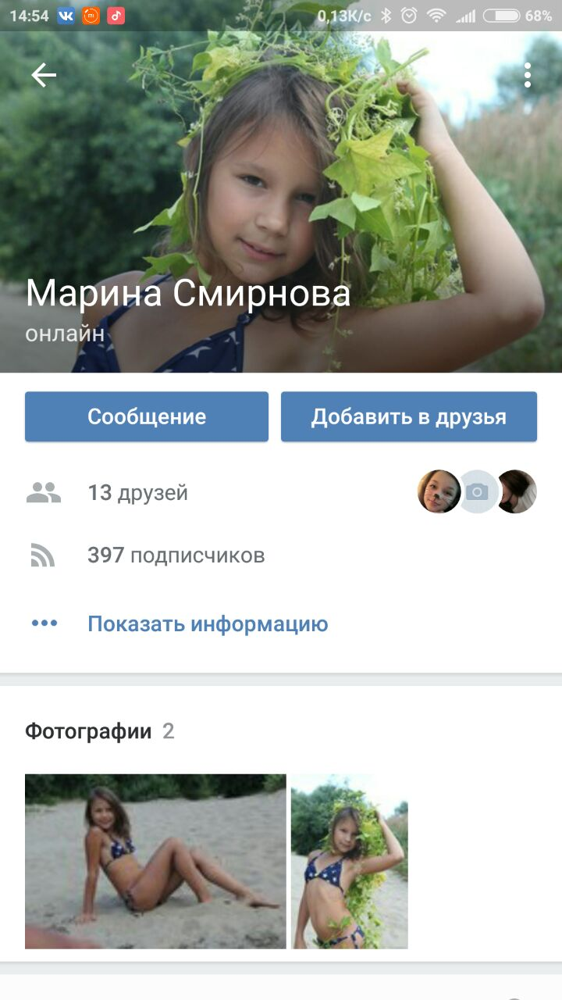 14:54 0,13К/с 68%
Марина Смирнова
онлайн
Сообщение Добавить в друзья
13 друзей
397 подписчиков
Показать информацию
Фотографии 2